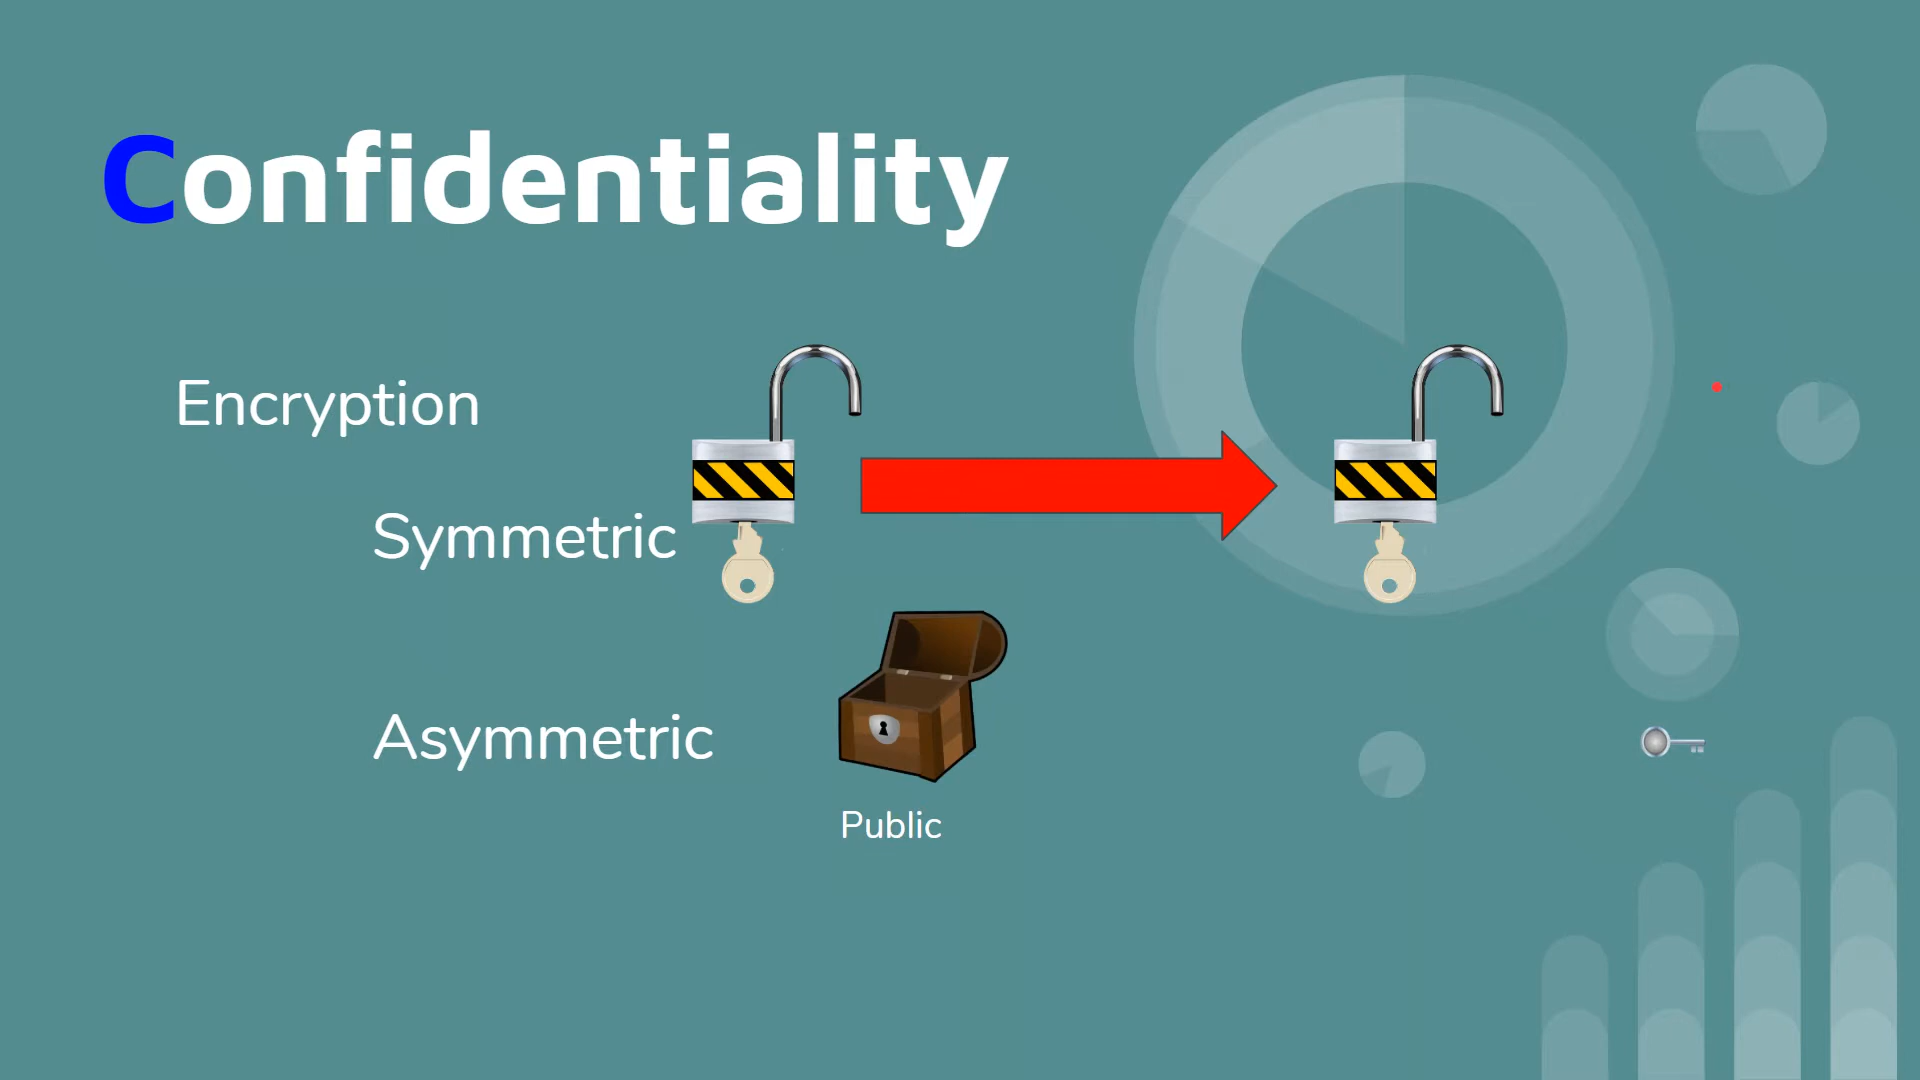 Confidentiality
Encryption
Symmetric
Asymmetric
Public